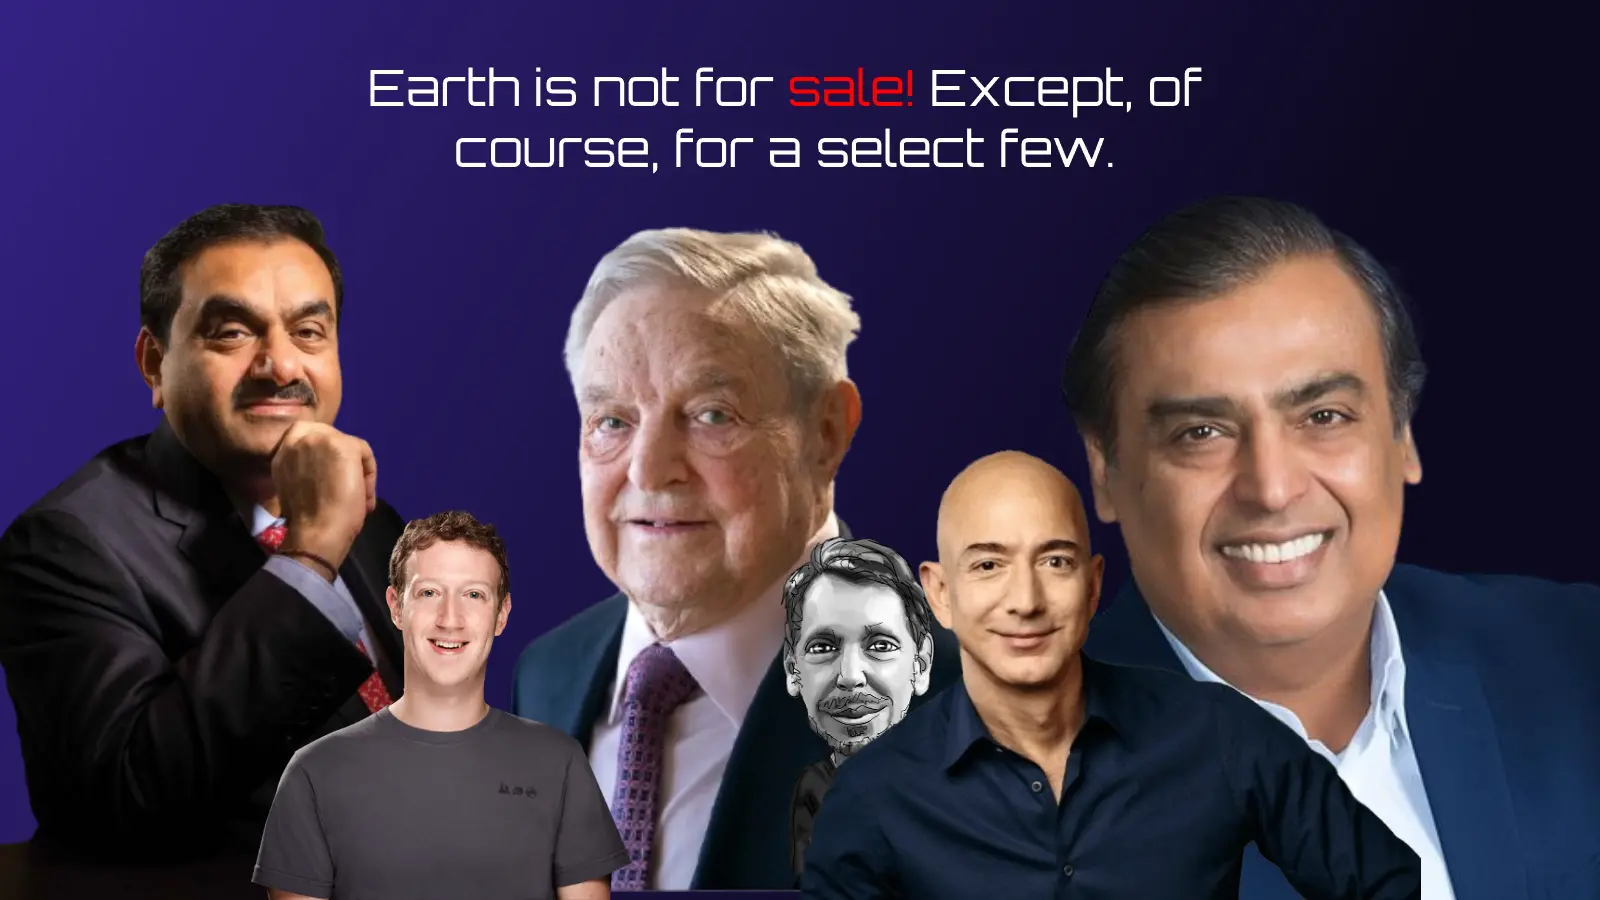 Earth is not for sale! Except, of
course, for a select few.